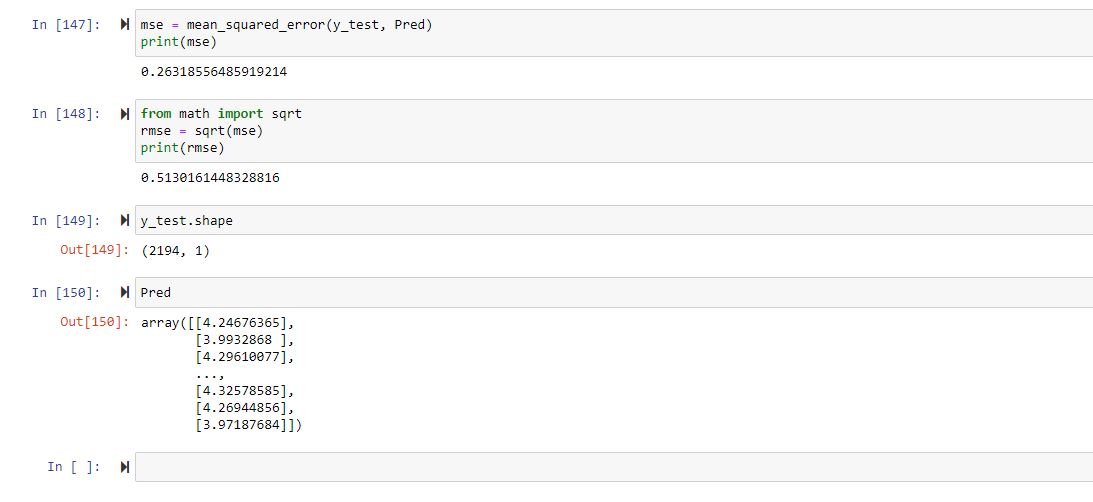 In [147]: mse = mean_squared_error(y_test, Pred)
print(mse)
0.26318556485919214
In [148]: from math import sqrt
rmse = sqrt(mse)
print(rmse)
0.5130161448328816
In [149]: y_test.shape
Out[149]: (2194, 1)
In [150]: Pred
Out[150]: array([[4.24676365],
[3.9932868 ],
[4.29610077],
...,
[4.32578585],
[4.26944856],
[3.97187684]])
In [ ]: